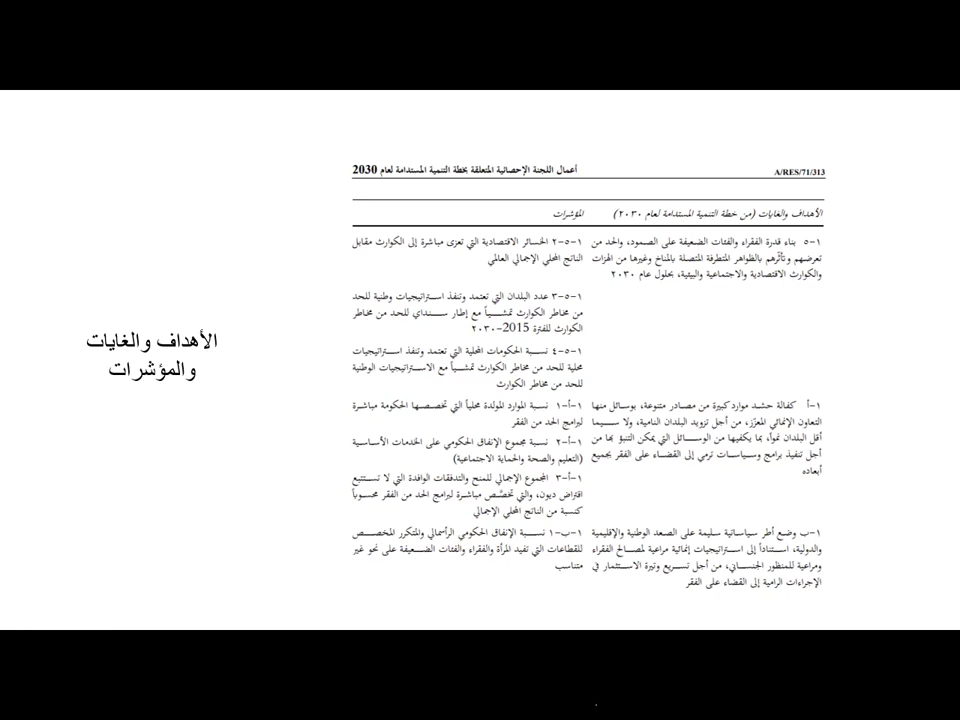 A/RES/71/313
أعمال اللجنة الإحصائية المتعلقة بخطة التنمية المستدامة لعام 2030
الأهداف والغايات (من خطة التنمية المستدامة لعام ٢٠٣٠)
المؤشرات
١-٥ بناء قدرة الفقراء والفئات الضعيفة على الصمود، والحد من
تعرضهم وتأثّرهم بالظواهر المتطرفة المتصلة بالمناخ وغيرها من الهزات
والكوارث الاقتصادية والاجتماعية والبيئية، بحلول عام ٢٠٣٠
١-٥-٢ الخسائر الاقتصادية التي تعزى مباشرة إلى الكوارث مقابل
الناتج المحلي الإجمالي العالمي
١-٥-٣ عدد البلدان التي تعتمد وتنفذ استراتيجيات وطنية للحد
من مخاطر الكوارث تمشـياً مع إطار سنداي للحد من مخاطر
الكوارث للفترة 2015-٢٠٣٠
١-٥-٤ نسبة الحكومات المحلية التي تعتمد وتنفذ استراتيجيات
محلية للحد من مخاطر الكوارث تمشياً مع الاستراتيجيات الوطنية
للحد من مخاطر الكوارث
١-أ كفالة حشد موارد كبيرة من مصادر متنوعة، بوسائل منها
التعاون الإنمائي المعزّز، من أجل تزويد البلدان النامية، ولا سيما
أقل البلدان نمواً، بما يكفيها من الوسائل التي يمكن التنبؤ بها من
أجل تنفيذ برامج وسياسات ترمي إلى القضاء على الفقر بجميع
أبعاده
١-أ-١ نسبة الموارد المولدة محلياً التي تخصصها الحكومة مباشرة
لبرامج الحد من الفقر
١-أ-٢ نسبة مجموع الإنفاق الحكومي على الخدمات الأساسية
(التعليم والصحة والحماية الاجتماعية)
١-أ-٣ المجموع الإجمالي للمنح والتدفقات الوافدة التي لا تستتبع
افتراض ديون، والتي تخصّص مباشرة لبرامج الحد من الفقر محسوباً
كنسبة من الناتج المحلي الإجمالي
١-ب وضع أطر سياساتية سليمة على الصعد الوطنية والإقليمية
والدولية، استناداً إلى استراتيجيات إنمائية مراعية لمصالح الفقراء
ومراعية للمنظور الجنساني، من أجل تسريع وتيرة الاستثمار في
الإجراءات الرامية إلى القضاء على الفقر
١-ب-١ نسبة الإنفاق الحكومي الرأسمالي والمتكرر المخصص
للقطاعات التي تفيد المرأة والفقراء والفئات الضعيفة على نحو غير
متناسب
الأهداف والغايات
والمؤشرات